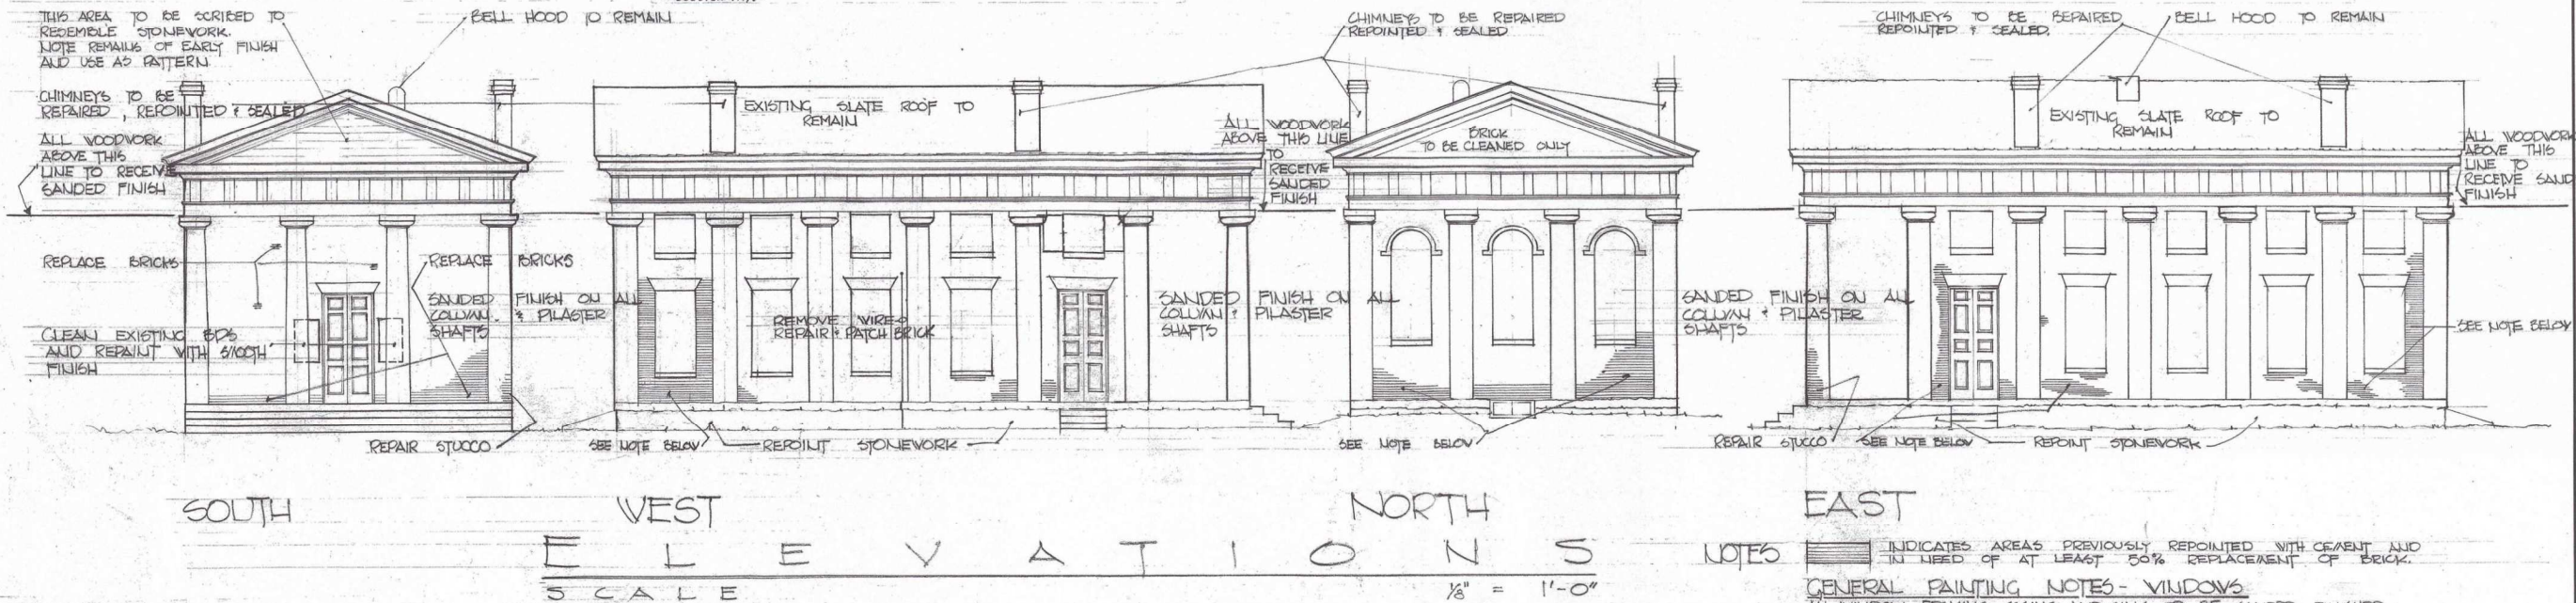 THIS AREA TO BE SCRIBED TO
RESEMBLE STONEWORK.
NOTE REMAINS OF EARLY FINISH
AND USE AS PATTERN
BELL HOOD TO REMAIN
CHIMNEYS TO BE
REPAIRED, REPOINTED & SEALED
ALL WOODWORK
ABOVE THIS
LINE TO RECEIVE
SANDED FINISH
REPLACE BRICKS
CLEAN EXISTING BDS
AND REPAINT WITH SMOOTH
FINISH
REPLACE BRICKS
SANDED FINISH ON ALL
COLUMN & PILASTER
SHAFTS
REPAIR STUCCO
SOUTH
EXISTING SLATE ROOF TO
REMAIN
REMOVE WIRE
REPAIR & PATCH BRICK
SEE NOTE BELOW
REPOINT STONEWORK
WEST
CHIMNEYS TO BE REPAIRED
REPOINTED & SEALED
ALL WOODWORK
ABOVE THIS LINE
TO
RECEIVE
SANDED
FINISH
BRICK
TO BE CLEANED ONLY
SANDED FINISH ON ALL
COLUMN & PILASTER
SHAFTS
SEE NOTE BELOW
NORTH
CHIMNEYS TO BE REPAIRED
REPOINTED & SEALED.
BELL HOOD TO REMAIN
EXISTING SLATE ROOF TO
REMAIN
ALL WOODWORK
ABOVE THIS
LINE TO
RECEIVE SAND
FINISH
SANDED FINISH ON ALL
COLUMN & PILASTER
SHAFTS
SEE NOTE BELOW
REPAIR STUCCO
SEE NOTE BELOW
REPOINT STONEWORK
EAST
ELEVATIONS
SCALE 1/8" = 1'-0"
NOTES
INDICATES AREAS PREVIOUSLY REPOINTED WITH CEMENT AND
IN NEED OF AT LEAST 50% REPLACEMENT OF BRICK.
GENERAL PAINTING NOTES - WINDOWS